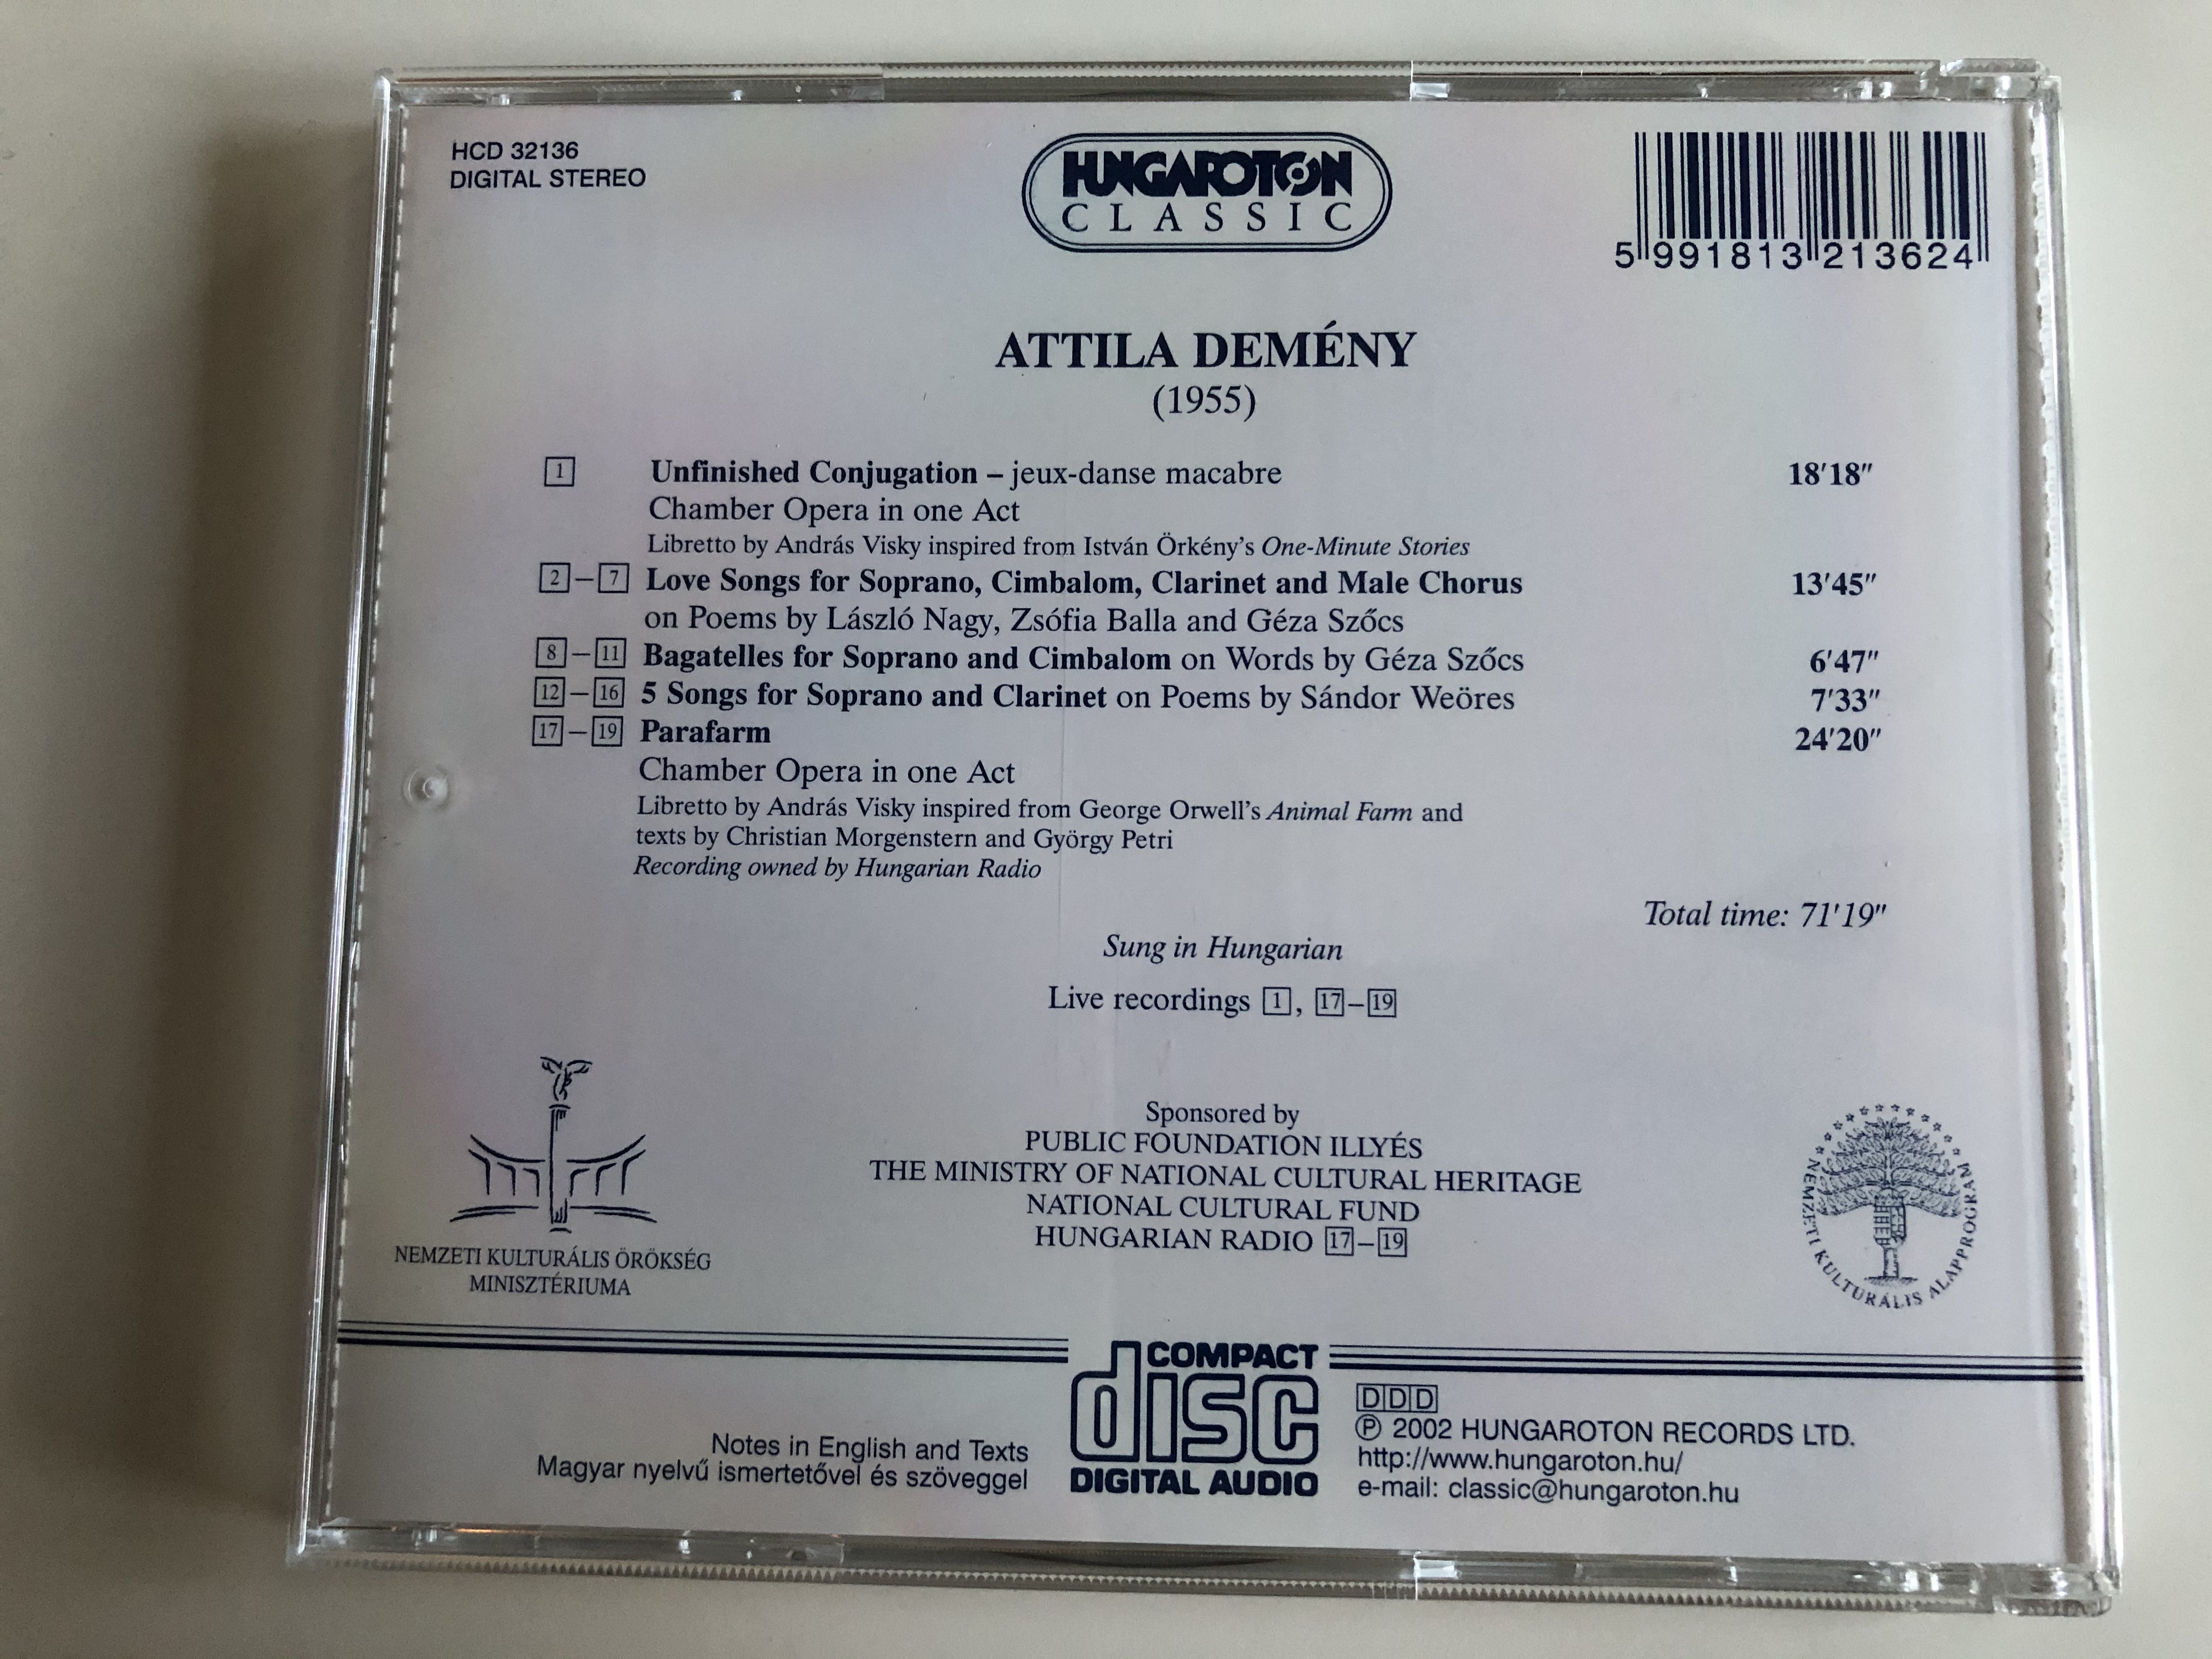 HCD 32136
DIGITAL STEREO
HUNGAROTON
CLASSIC
5 991813 213624
ATTILA DEMÉNY
(1955)
1 Unfinished Conjugation – jeux-danse macabre 18'18"
Chamber Opera in one Act
Libretto by András Visky inspired from István Örkény's One-Minute Stories
2–7 Love Songs for Soprano, Cimbalom, Clarinet and Male Chorus 13'45"
on Poems by László Nagy, Zsófia Balla and Géza Szőcs
8–11 Bagatelles for Soprano and Cimbalom on Words by Géza Szőcs 6'47"
12–16 5 Songs for Soprano and Clarinet on Poems by Sándor Weöres 7'33"
17–19 Parafarm 24'20"
Chamber Opera in one Act
Libretto by András Visky inspired from George Orwell's Animal Farm and
texts by Christian Morgenstern and György Petri
Recording owned by Hungarian Radio
Total time: 71'19"
Sung in Hungarian
Live recordings 1, 17–19
Sponsored by
PUBLIC FOUNDATION ILLYÉS
THE MINISTRY OF NATIONAL CULTURAL HERITAGE
NATIONAL CULTURAL FUND
HUNGARIAN RADIO 17–19
NEMZETI KULTURÁLIS ÖRÖKSÉG
MINISZTÉRIUMA
NEMZETI KULTURÁLIS ALAPPROGRAM
COMPACT
disc
DIGITAL AUDIO
Notes in English and Texts
Magyar nyelvű ismertetővel és szöveggel
DDD
℗ 2002 HUNGAROTON RECORDS LTD.
http://www.hungaroton.hu/
e-mail: classic@hungaroton.hu